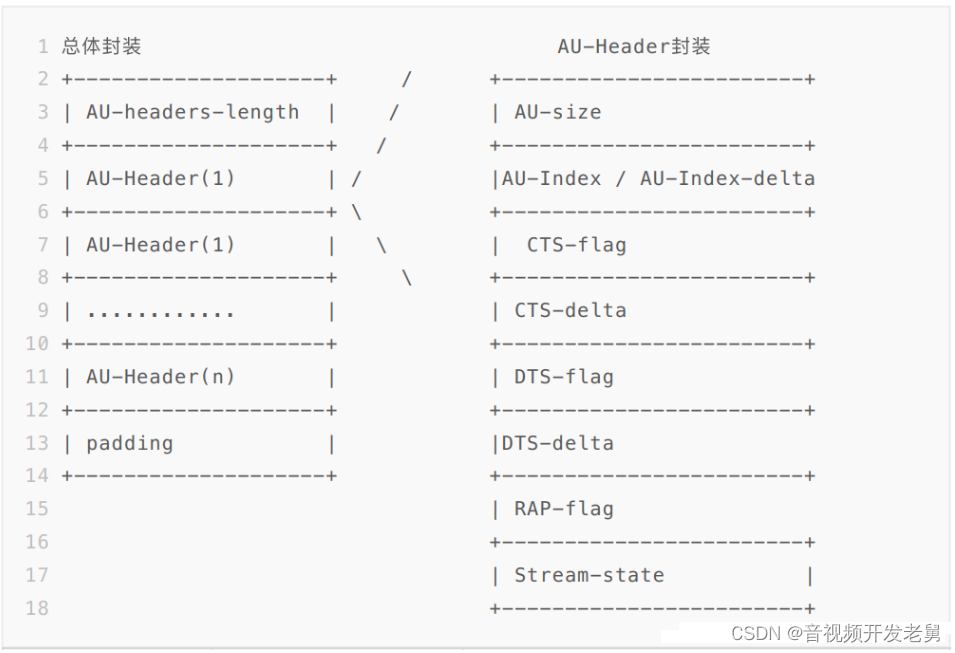 1 总体封装                                 AU-Header封装
2 +--------------------+     /      +------------------------+
3 | AU-headers-length  |    /       | AU-size
4 +--------------------+   /        +------------------------+
5 | AU-Header(1)       | /          |AU-Index / AU-Index-delta
6 +--------------------+ \          +------------------------+
7 | AU-Header(1)       |   \        |  CTS-flag
8 +--------------------+     \      +------------------------+
9 | ............       |            | CTS-delta
10 +--------------------+            +------------------------+
11 | AU-Header(n)       |            | DTS-flag
12 +--------------------+            +------------------------+
13 | padding            |            |DTS-delta
14 +--------------------+            +------------------------+
15                                   | RAP-flag
16                                   +------------------------+
17                                   | Stream-state           |
18                                   +------------------------+
CSDN @音视频开发老舅